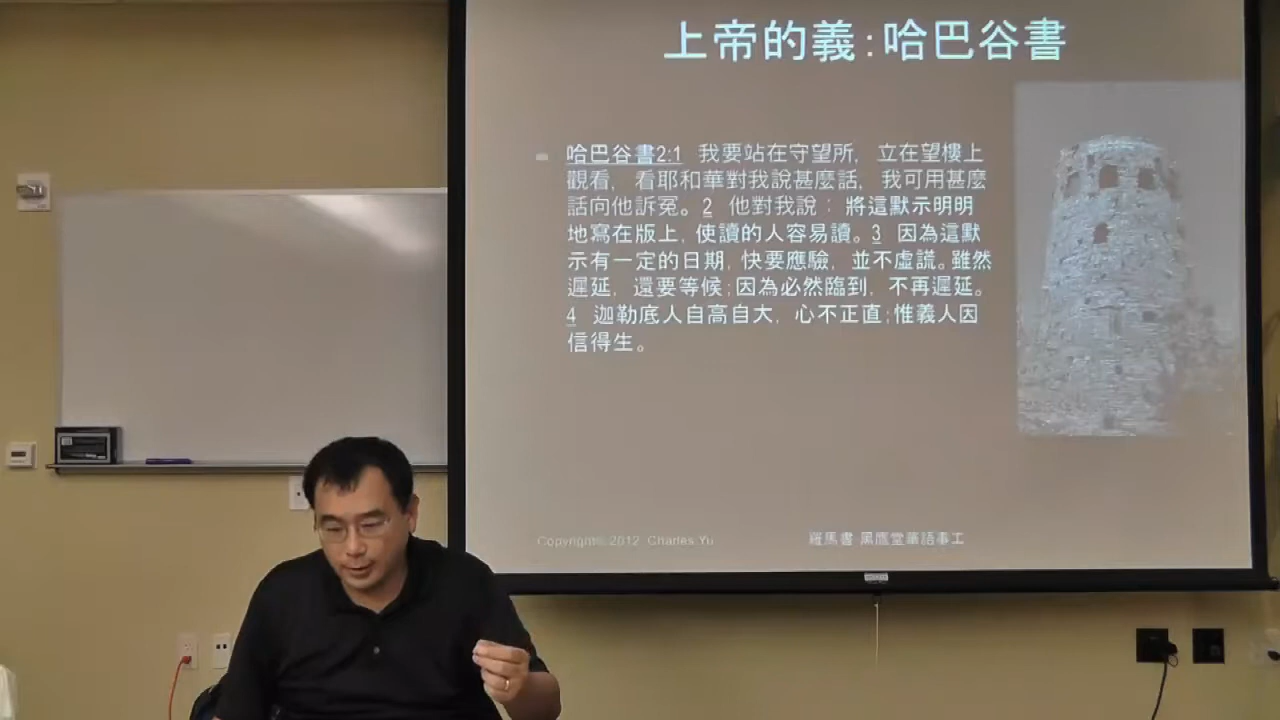 上帝的義:哈巴谷書
哈巴谷書2:1 我要站在守望所，立在望樓上
觀看，看耶和華對我說甚麼話，我可用甚麼
話向他訴冤。2 他對我說：將這默示明明
地寫在版上，使讀的人容易讀。3 因為這默
示有一定的日期，快要應驗，並不虛謊。雖然
遲延，還要等候;因為必然臨到，不再遲延。
4 迦勒底人自高自大，心不正直;惟義人因
信得生。
Copyright© 2012 Charles Yu
羅馬書 黑鷹堂華語事工